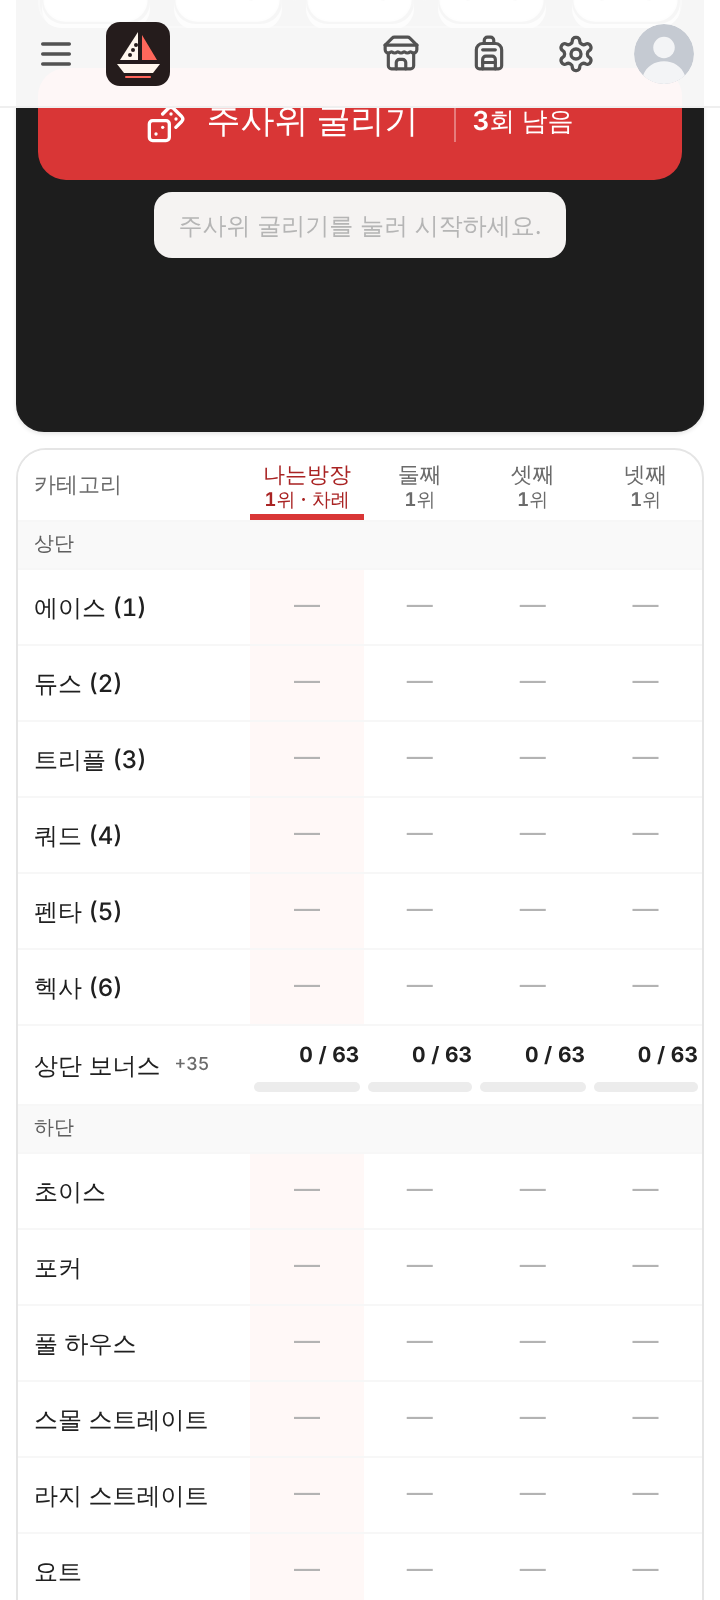 주사위 굴리기
3회 남음
주사위 굴리기를 눌러 시작하세요.
카테고리
나는방장
1위 · 차례
둘째
1위
셋째
1위
넷째
1위
상단
에이스 (1) — — — —
듀스 (2) — — — —
트리플 (3) — — — —
쿼드 (4) — — — —
펜타 (5) — — — —
헥사 (6) — — — —
상단 보너스 +35 0 / 63 0 / 63 0 / 63 0 / 63
하단
초이스 — — — —
포커 — — — —
풀 하우스 — — — —
스몰 스트레이트 — — — —
라지 스트레이트 — — — —
요트 — — — —